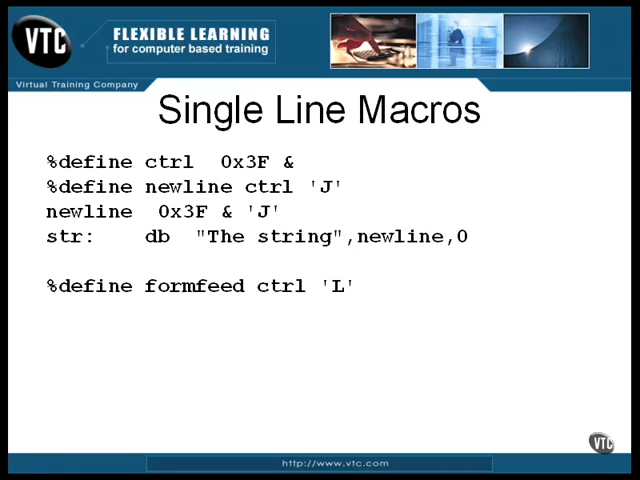 VTC
FLEXIBLE LEARNING
for computer based training
Virtual Training Company
Single Line Macros
%define ctrl  0x3F &
%define newline ctrl 'J'
newline  0x3F & 'J'
str:    db  "The string",newline,0
%define formfeed ctrl 'L'
VTC
http://www.vtc.com